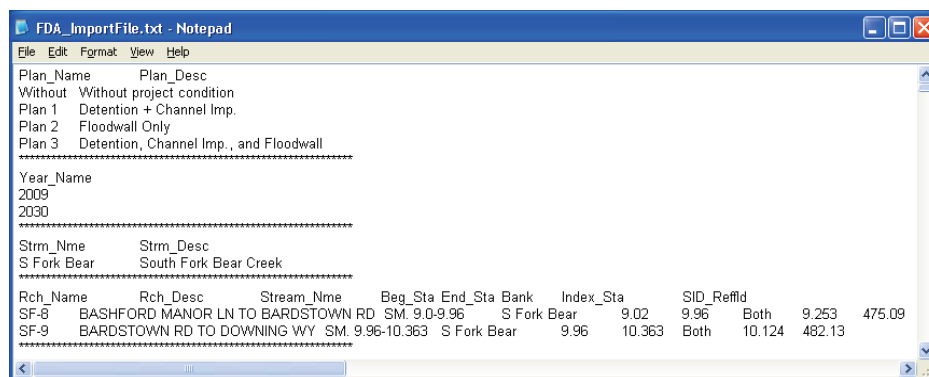 FDA_ImportFile.txt - Notepad
File Edit Format View Help
Plan_Name Plan_Desc
Without Without project condition
Plan 1 Detention + Channel Imp.
Plan 2 Floodwall Only
Plan 3 Detention, Channel Imp., and Floodwall
**************************************************************
Year_Name
2009
2030
**************************************************************
Strm_Nme Strm_Desc
S Fork Bear South Fork Bear Creek
**************************************************************
Rch_Name Rch_Desc Stream_Nme Beg_Sta End_Sta Bank Index_Sta SID_Reffld
SF-8 BASHFORD MANOR LN TO BARDSTOWN RD SM. 9.0-9.96 S Fork Bear 9.02 9.96 Both 9.253 475.09
SF-9 BARDSTOWN RD TO DOWNING WY SM. 9.96-10.363 S Fork Bear 9.96 10.363 Both 10.124 482.13
**************************************************************